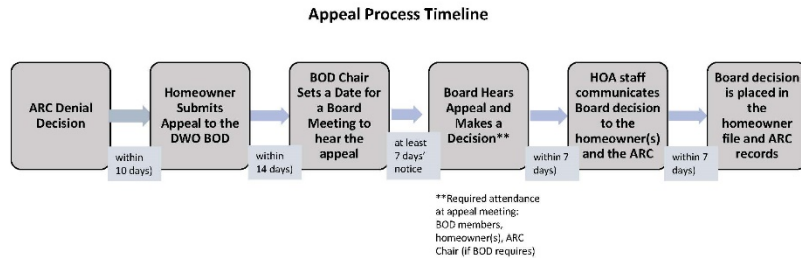 Appeal Process Timeline
ARC Denial
Decision
Homeowner
Submits
Appeal to the
DWO BOD
BOD Chair
Sets a Date for
a Board
Meeting to
hear the
appeal
Board Hears
Appeal and
Makes a
Decision**
HOA staff
communicates
Board decision
to the
homeowner(s)
and the ARC
Board decision
is placed in
the
homeowner
file and ARC
records
within
10 days)
within
14 days)
at least
7 days'
notice
within 7
days)
within 7
days)
**Required attendance
at appeal meeting:
BOD members,
homeowner(s), ARC
Chair (if BOD requires)